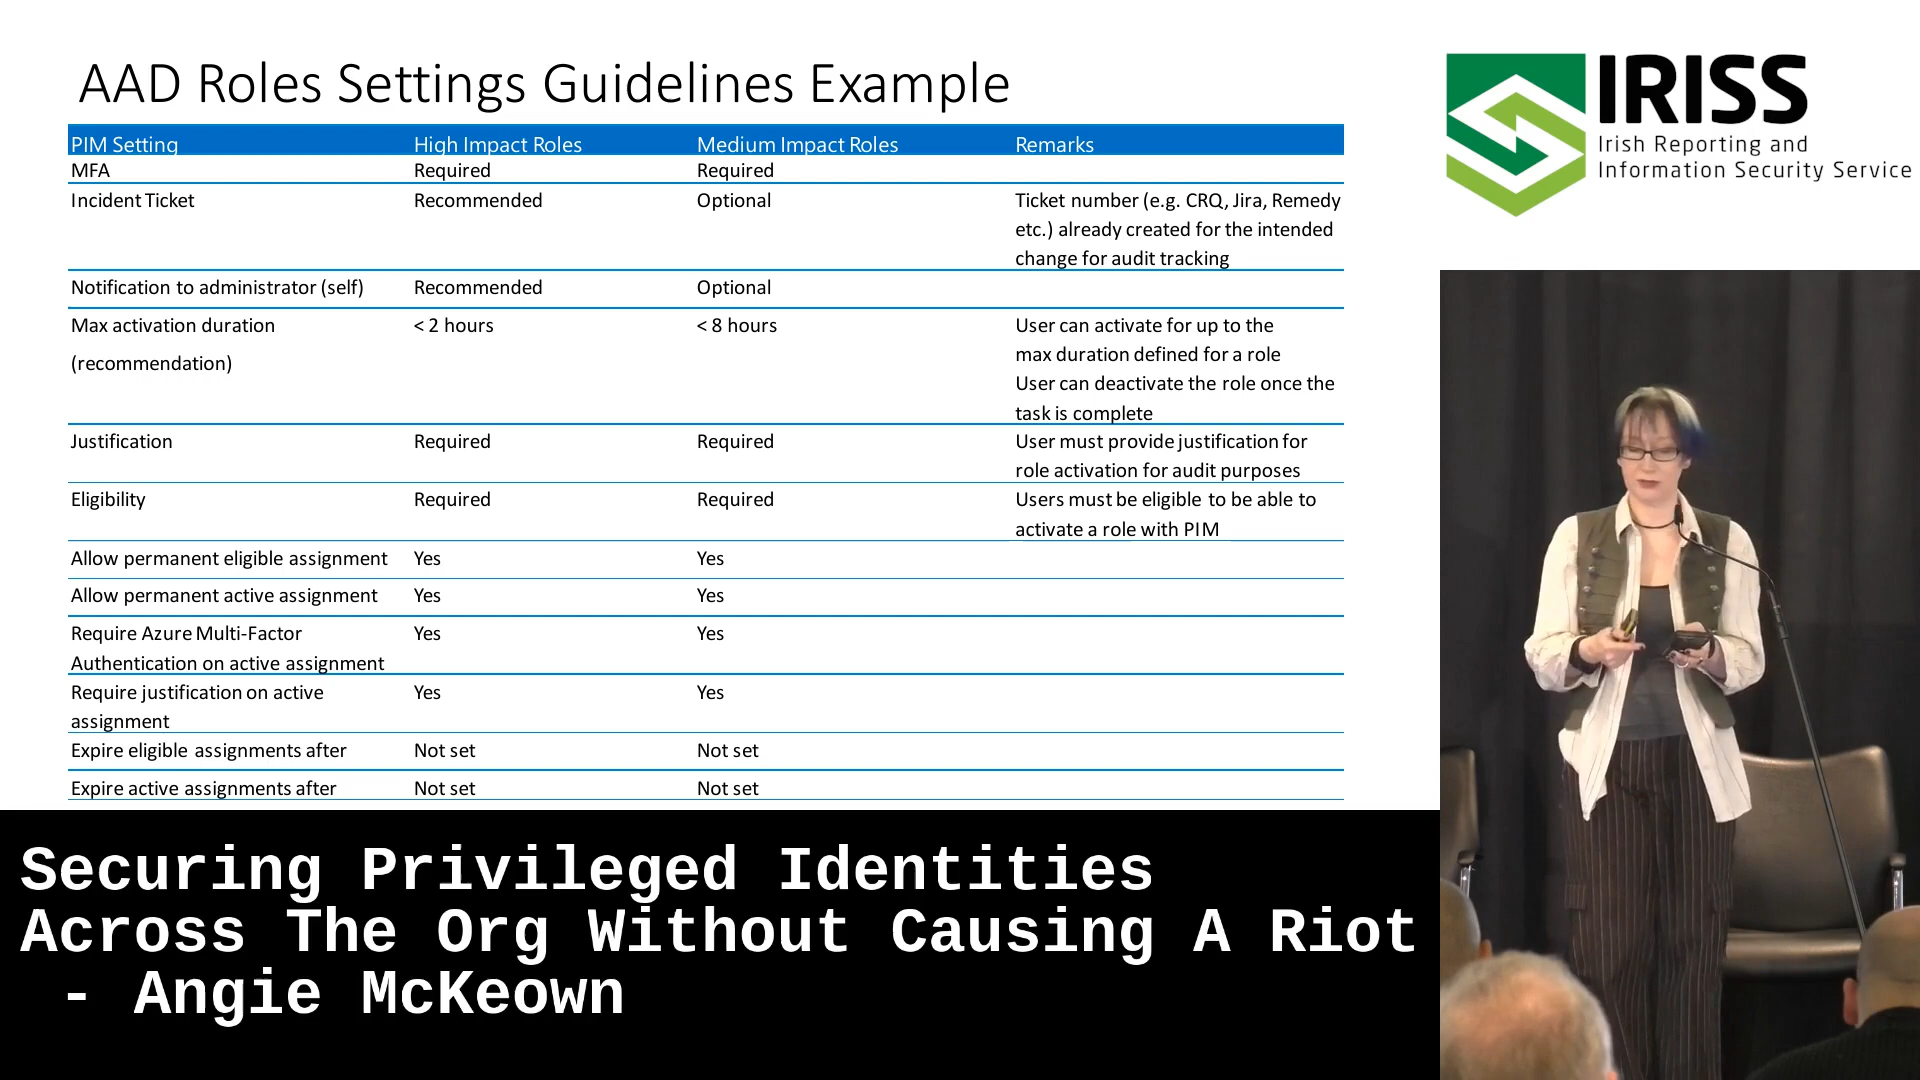 AAD Roles Settings Guidelines Example
PIM Setting High Impact Roles Medium Impact Roles Remarks
MFA Required Required
Incident Ticket Recommended Optional Ticket number (e.g. CRQ, Jira, Remedy
etc.) already created for the intended
change for audit tracking
Notification to administrator (self) Recommended Optional
Max activation duration < 2 hours < 8 hours User can activate for up to the
(recommendation) max duration defined for a role
User can deactivate the role once the
task is complete
Justification Required Required User must provide justification for
role activation for audit purposes
Eligibility Required Required Users must be eligible to be able to
activate a role with PIM
Allow permanent eligible assignment Yes Yes
Allow permanent active assignment Yes Yes
Require Azure Multi-Factor Yes Yes
Authentication on active assignment
Require justification on active Yes Yes
assignment
Expire eligible assignments after Not set Not set
Expire active assignments after Not set Not set
IRISS
Irish Reporting and
Information Security Service
Securing Privileged Identities
Across The Org Without Causing A Riot
- Angie McKeown